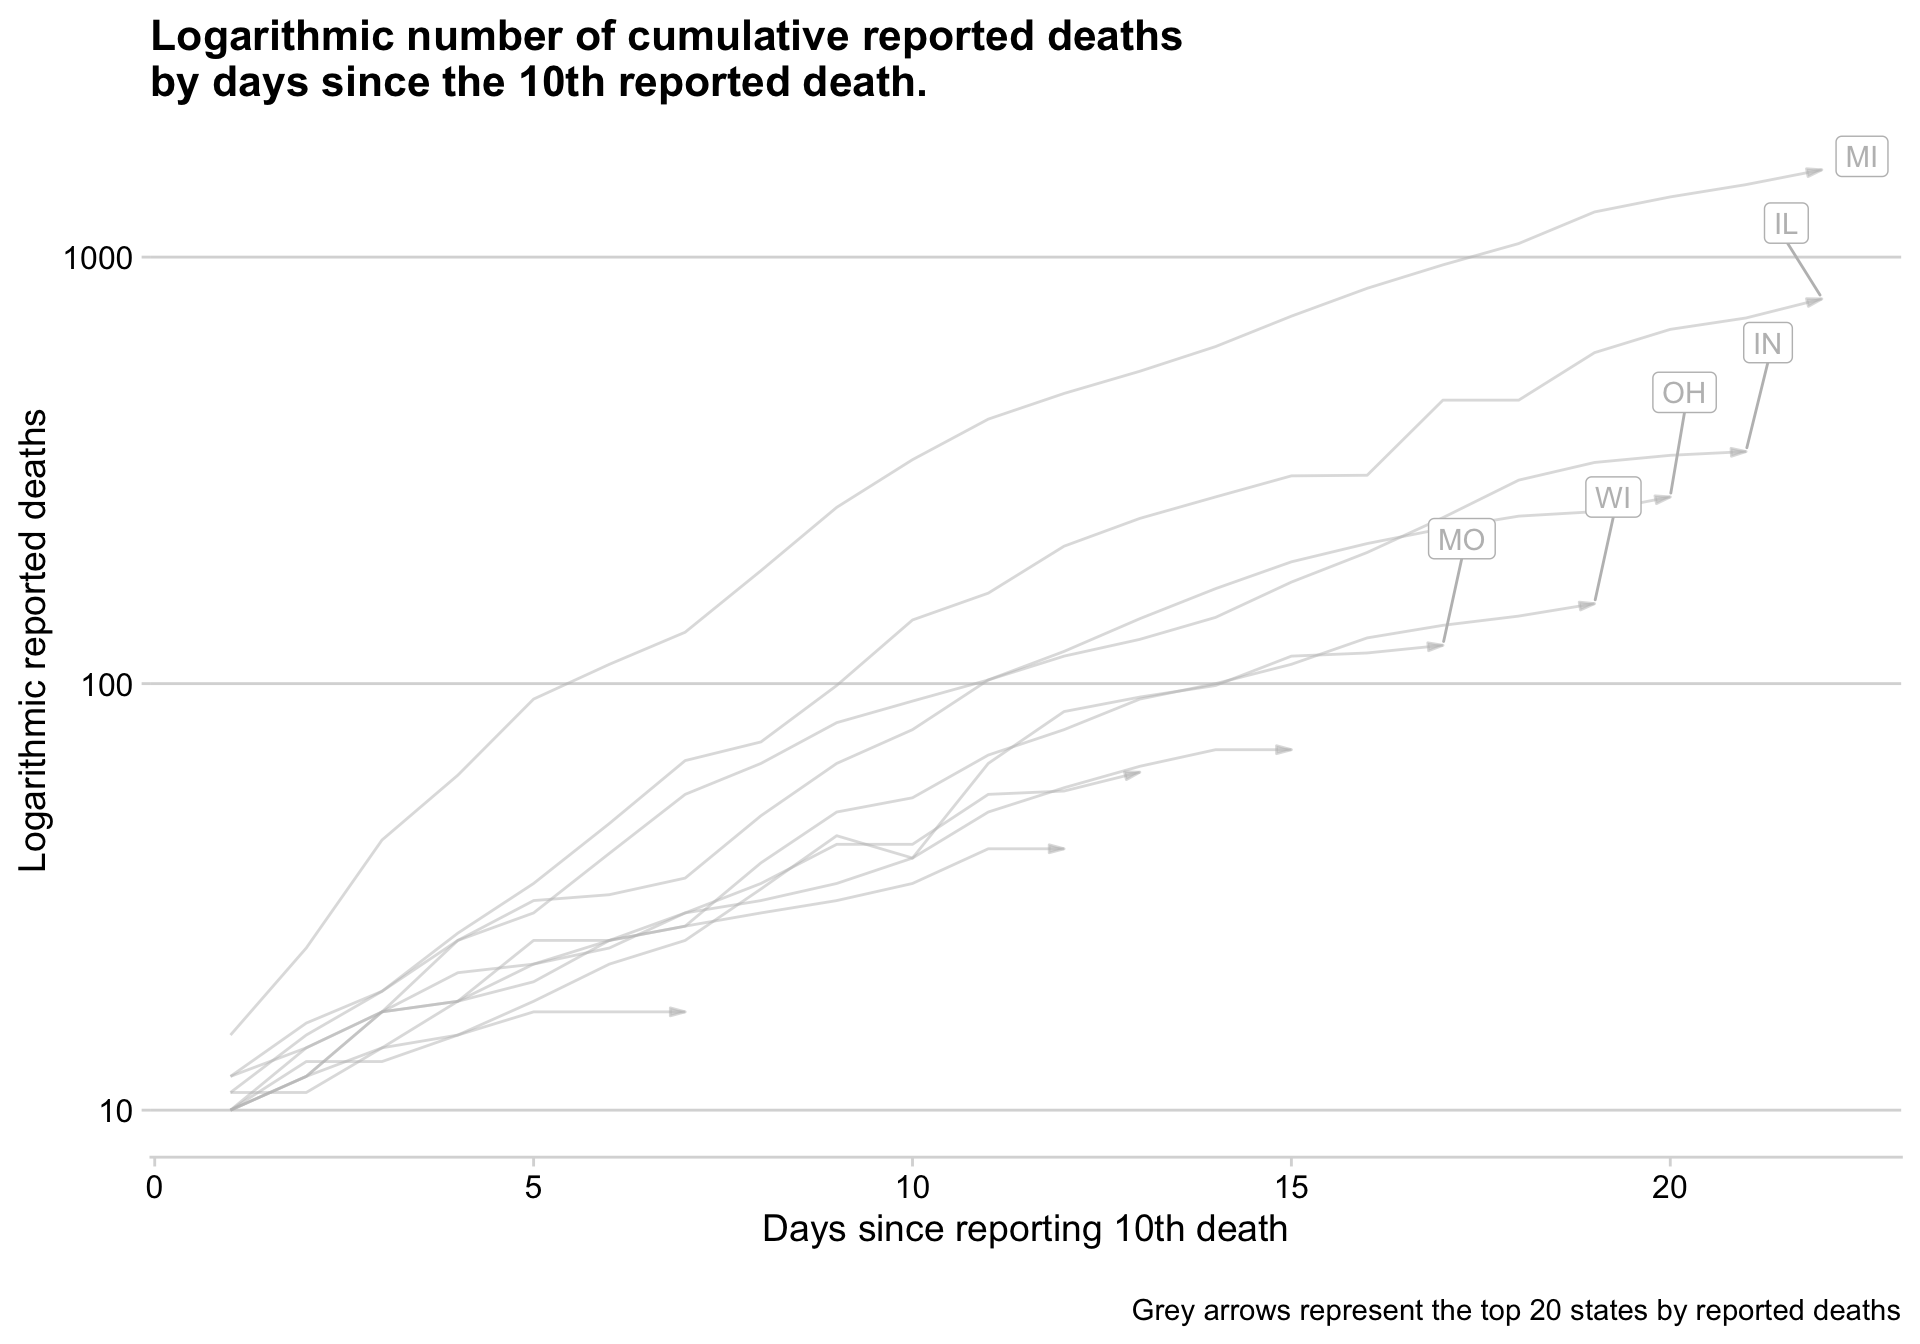 Logarithmic number of cumulative reported deaths
by days since the 10th reported death.
MI
IL
1000
IN
OH
WI
MO
Logarithmic reported deaths
100
10
0 5 10 15 20
Days since reporting 10th death
Grey arrows represent the top 20 states by reported deaths